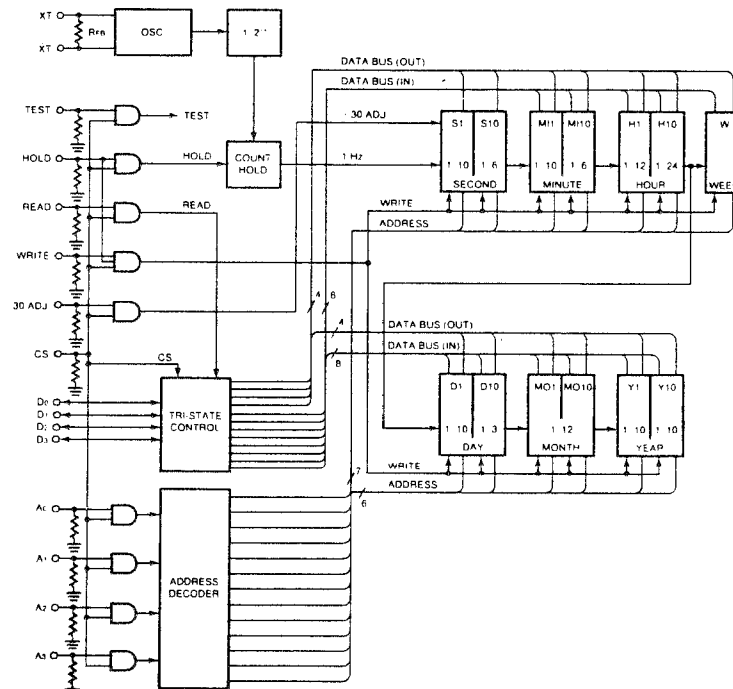 XT
RFB
OSC
1 2
XT
DATA BUS (OUT)
DATA BUS (IN)
TEST
TEST
30 ADJ
S1 S10
MI1 MI10
H1 H10
W
HOLD
HOLD
COUNT HOLD
1 Hz
1 10 1 6
1 10 1 6
1 12 1 24
SECOND
MINUTE
HOUR
WEE
READ
READ
WRITE
ADDRESS
WRITE
30 ADJ
4 8
4
DATA BUS (OUT)
CS
CS
DATA BUS (IN)
8
D0
D1
D2
D3
TRI-STATE CONTROL
D1 D10
MO1 MO10
Y1 Y10
1 10 1 3
1 12
1 10 1 10
DAY
MONTH
YEAR
WRITE
7
ADDRESS
6
A0
A1
A2
A3
ADDRESS DECODER